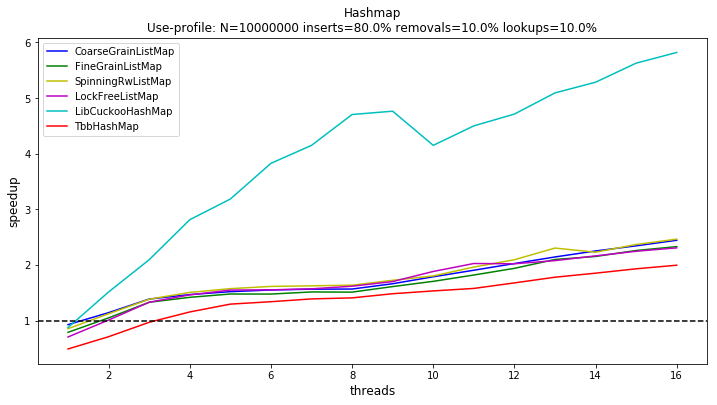 Hashmap
Use-profile: N=10000000 inserts=80.0% removals=10.0% lookups=10.0%
CoarseGrainListMap
FineGrainListMap
SpinningRwListMap
LockFreeListMap
LibCuckooHashMap
TbbHashMap
speedup
6
5
4
3
2
1
2 4 6 8 10 12 14 16
threads